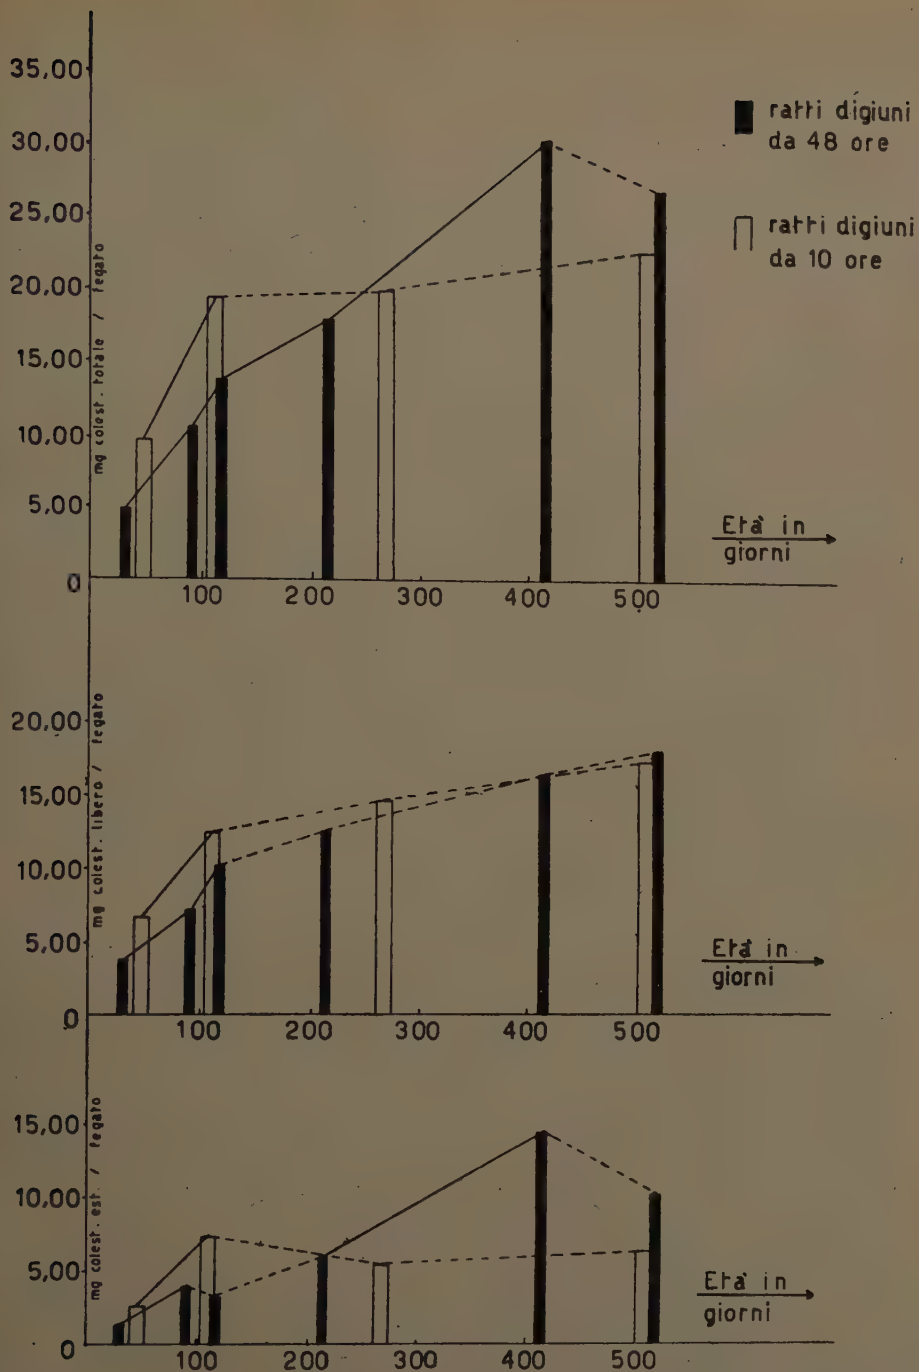 35,00
30,00
25,00
20,00
15,00
10,00
5,00
0
mg colest. totale / fegato
100 200 300 400 500
ratti digiuni
da 48 ore
ratti digiuni
da 10 ore
Età in
giorni
20,00
15,00
10,00
5,00
0
mg colest. libero / fegato
100 200 300 400 500
Età in
giorni
15,00
10,00
5,00
0
mg colest. est. / fegato
100 200 300 400 500
Età in
giorni